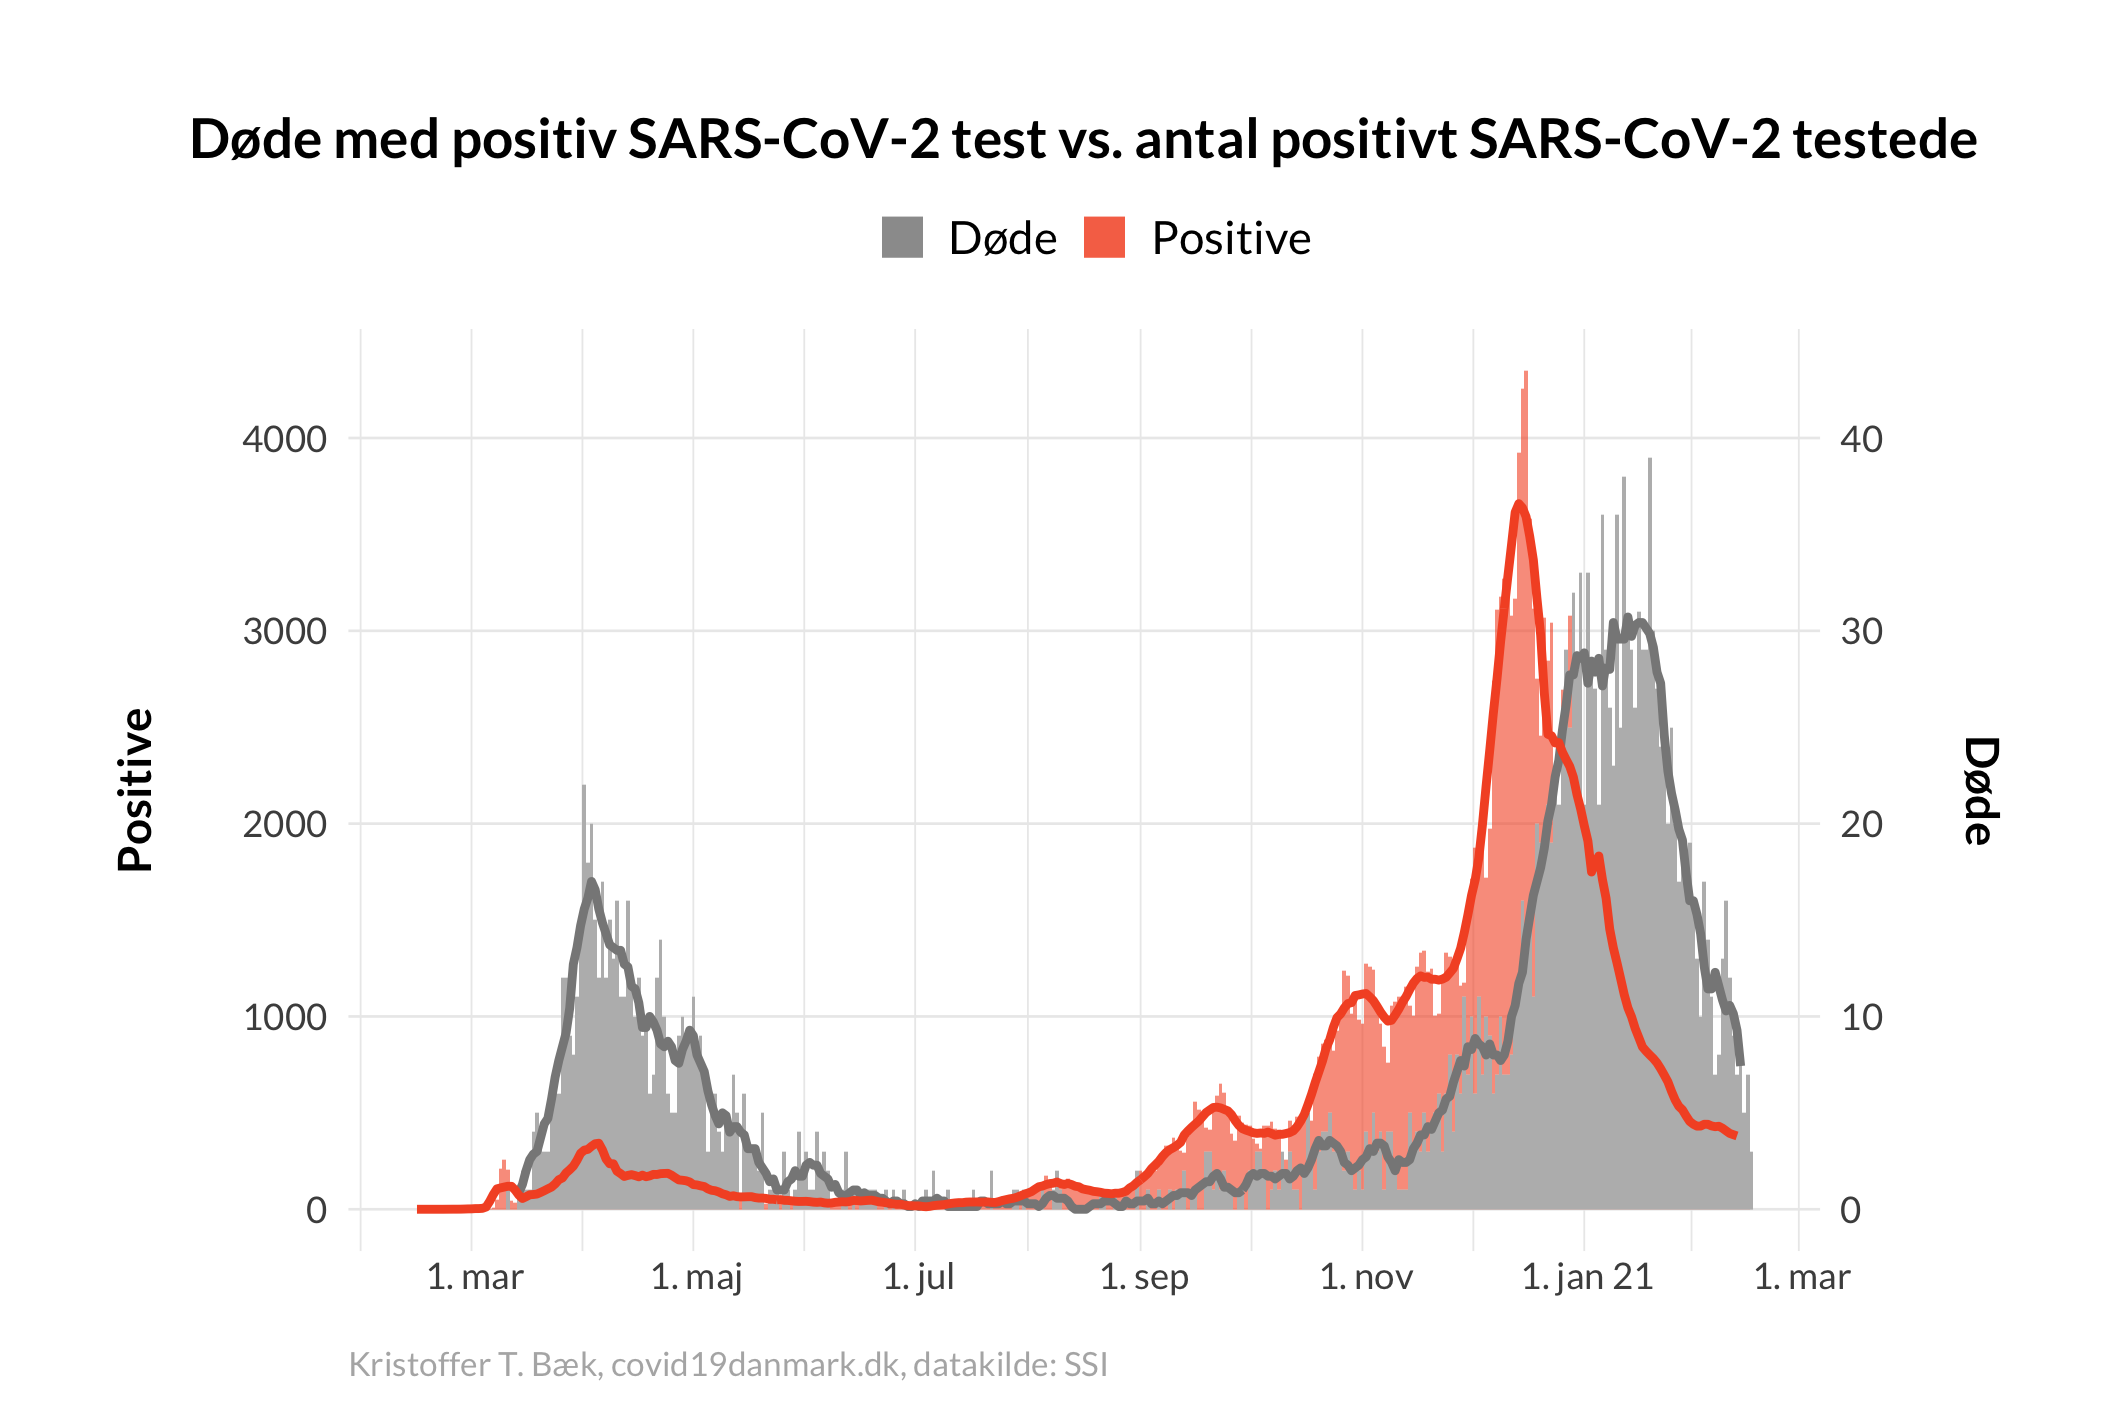 Døde med positiv SARS-CoV-2 test vs. antal positivt SARS-CoV-2 testede
Døde Positive
4000 40
3000 30
2000 20
1000 10
0 0
Positive
Døde
1. mar 1. maj 1. jul 1. sep 1. nov 1. jan 21 1. mar
Kristoffer T. Bæk, covid19danmark.dk, datakilde: SSI